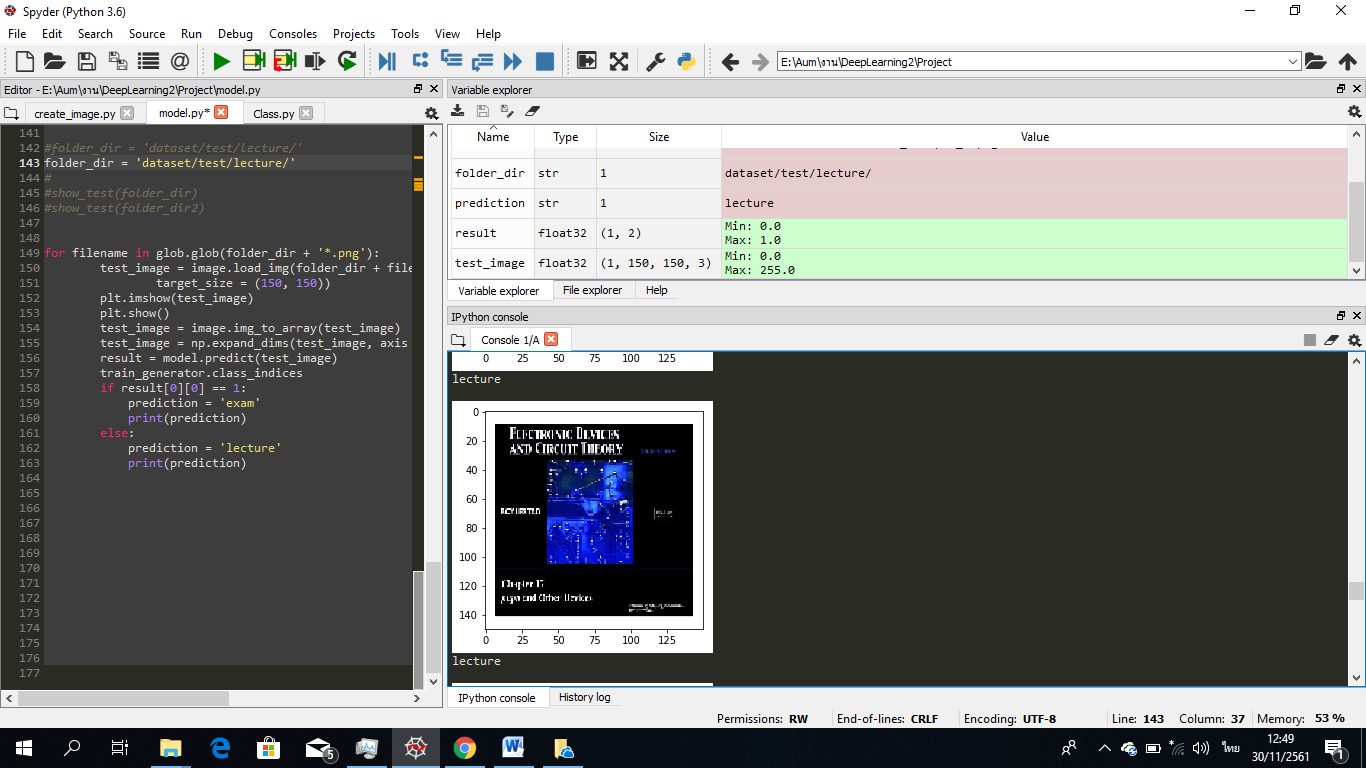 Spyder (Python 3.6)
File Edit Search Source Run Debug Consoles Projects Tools View Help
E:\Aum\งาน\DeepLearning2\Project
Editor - E:\Aum\งาน\DeepLearning2\Project\model.py
create_image.py model.py* Class.py
141
142 #folder_dir = 'dataset/test/lecture/'
143 folder_dir = 'dataset/test/lecture/'
144 #
145 #show_test(folder_dir)
146 #show_test(folder_dir2)
147
148
149 for filename in glob.glob(folder_dir + '*.png'):
150 test_image = image.load_img(folder_dir + file
151 target_size = (150, 150))
152 plt.imshow(test_image)
153 plt.show()
154 test_image = image.img_to_array(test_image)
155 test_image = np.expand_dims(test_image, axis
156 result = model.predict(test_image)
157 train_generator.class_indices
158 if result[0][0] == 1:
159 prediction = 'exam'
160 print(prediction)
161 else:
162 prediction = 'lecture'
163 print(prediction)
164
165
166
167
168
169
170
171
172
173
174
175
176
177
Variable explorer
Name Type Size Value
folder_dir str 1 dataset/test/lecture/
prediction str 1 lecture
result float32 (1, 2) Min: 0.0
Max: 1.0
test_image float32 (1, 150, 150, 3) Min: 0.0
Max: 255.0
Variable explorer File explorer Help
IPython console
Console 1/A
0 25 50 75 100 125
lecture
0
20
40
60
80
100
120
140
ELECTRONIC DEVICES
AND CIRCUIT THEORY
Chapter 17
and Other Devices
0 25 50 75 100 125
lecture
IPython console History log
Permissions: RW End-of-lines: CRLF Encoding: UTF-8 Line: 143 Column: 37 Memory: 53 %
5
ไทย
12:49
30/11/2561
1